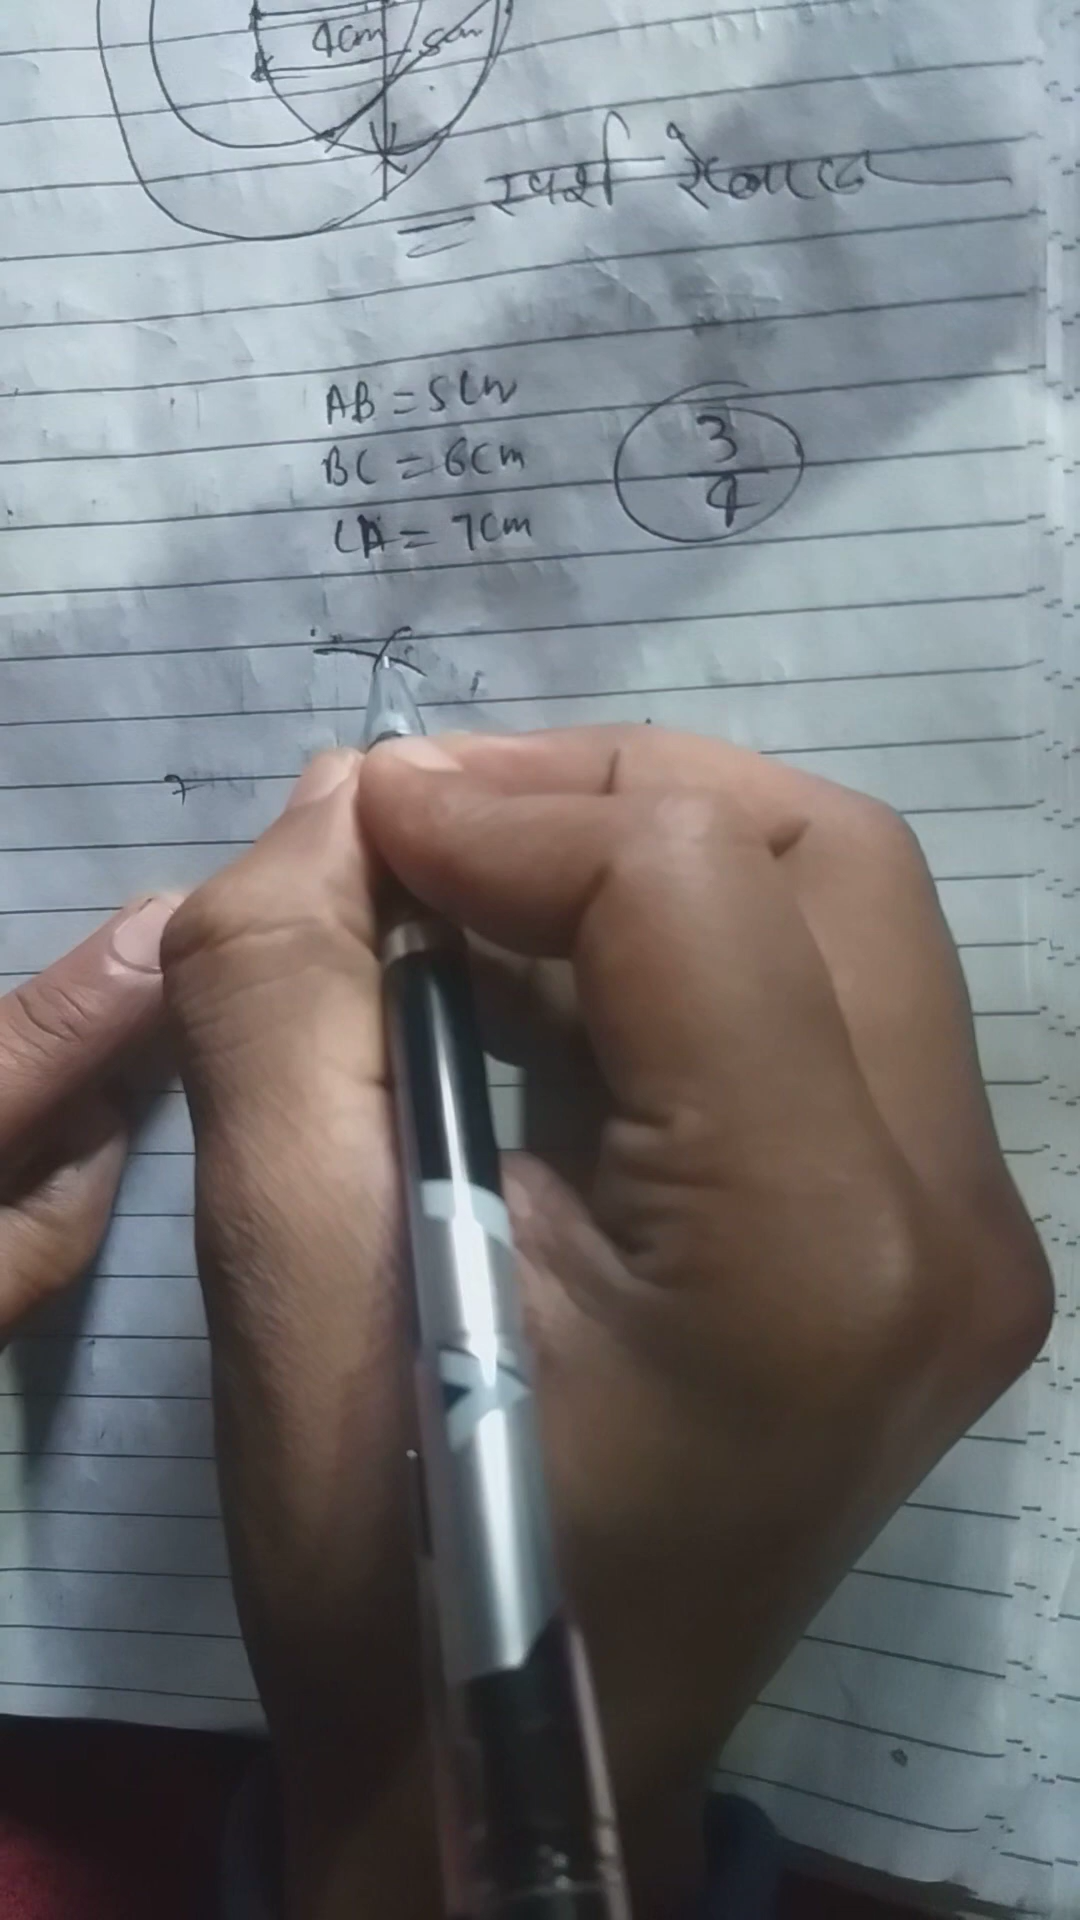 4cm 5cm
स्पर्श रेखाएँ
AB = 5cm
BC = 6cm
CA = 7cm
3
4